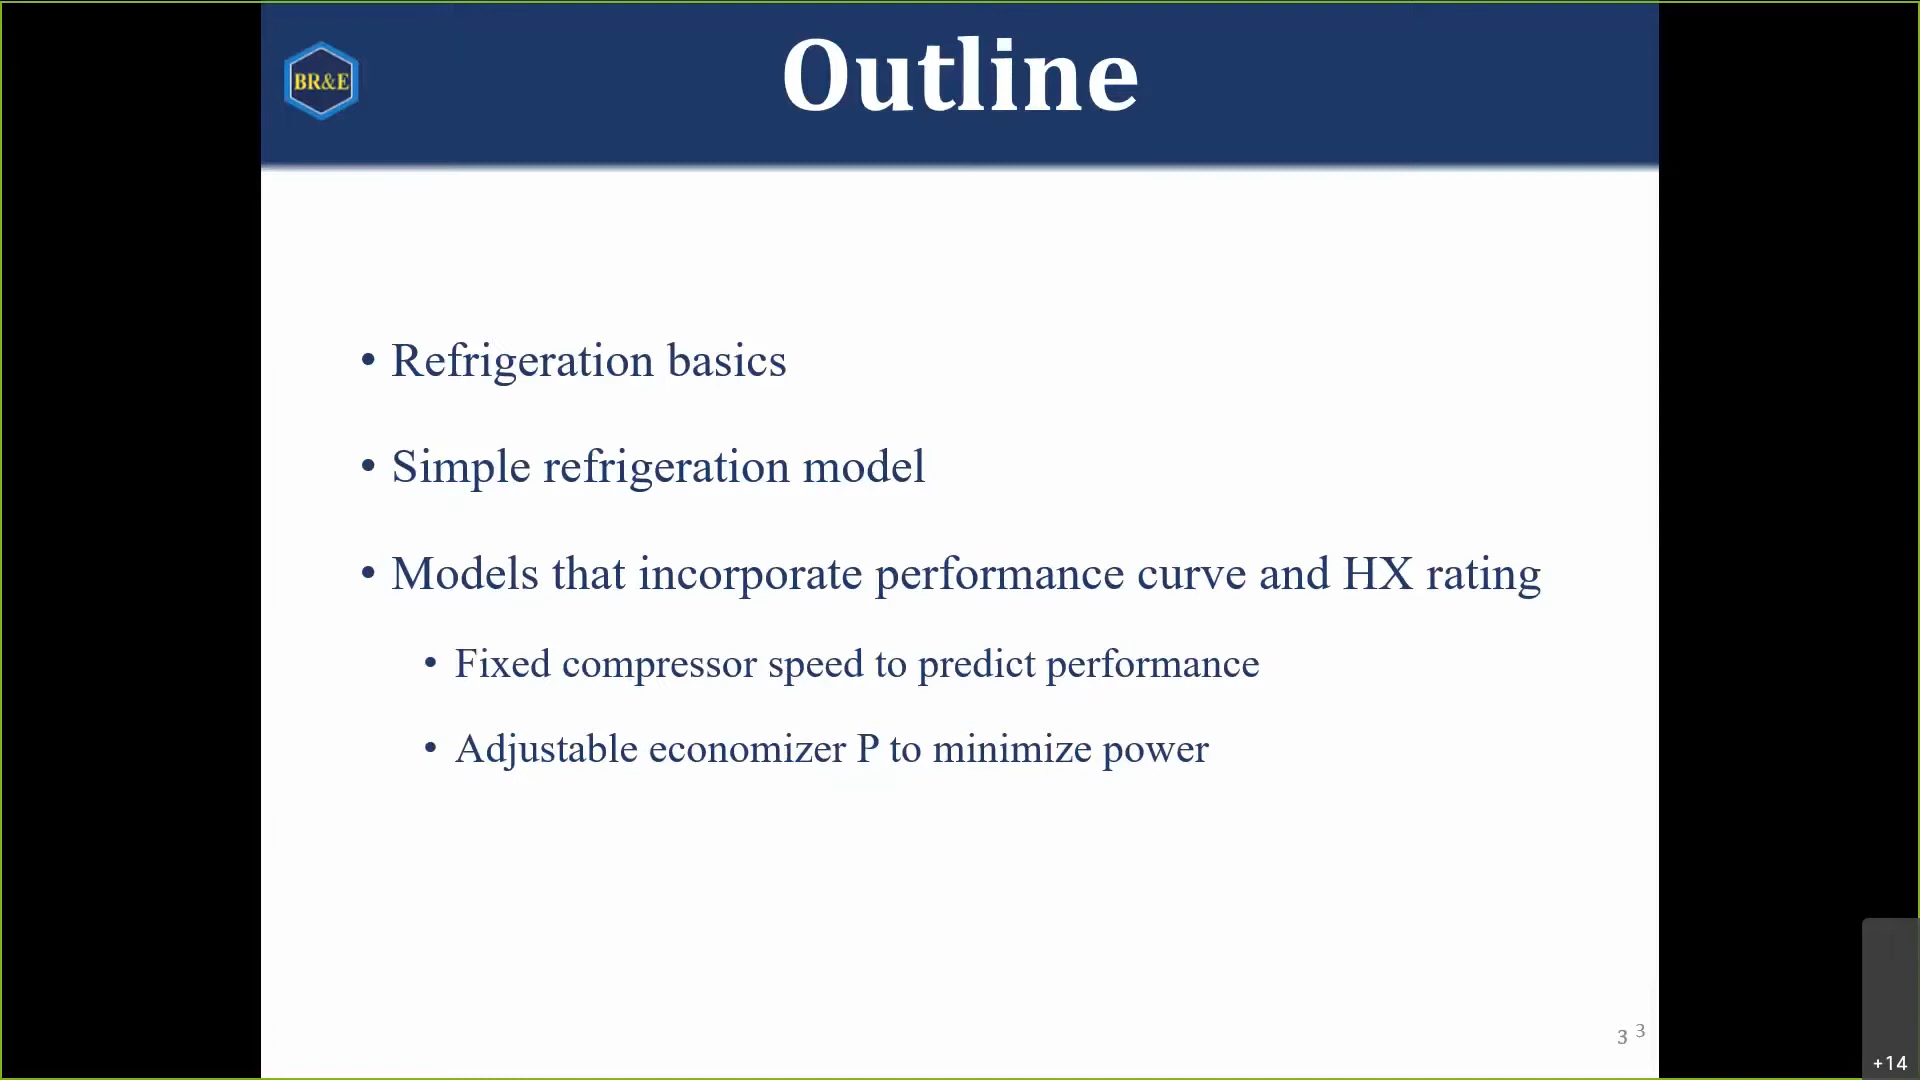 BR&E
Outline
• Refrigeration basics
• Simple refrigeration model
• Models that incorporate performance curve and HX rating
• Fixed compressor speed to predict performance
• Adjustable economizer P to minimize power
3 3
+14